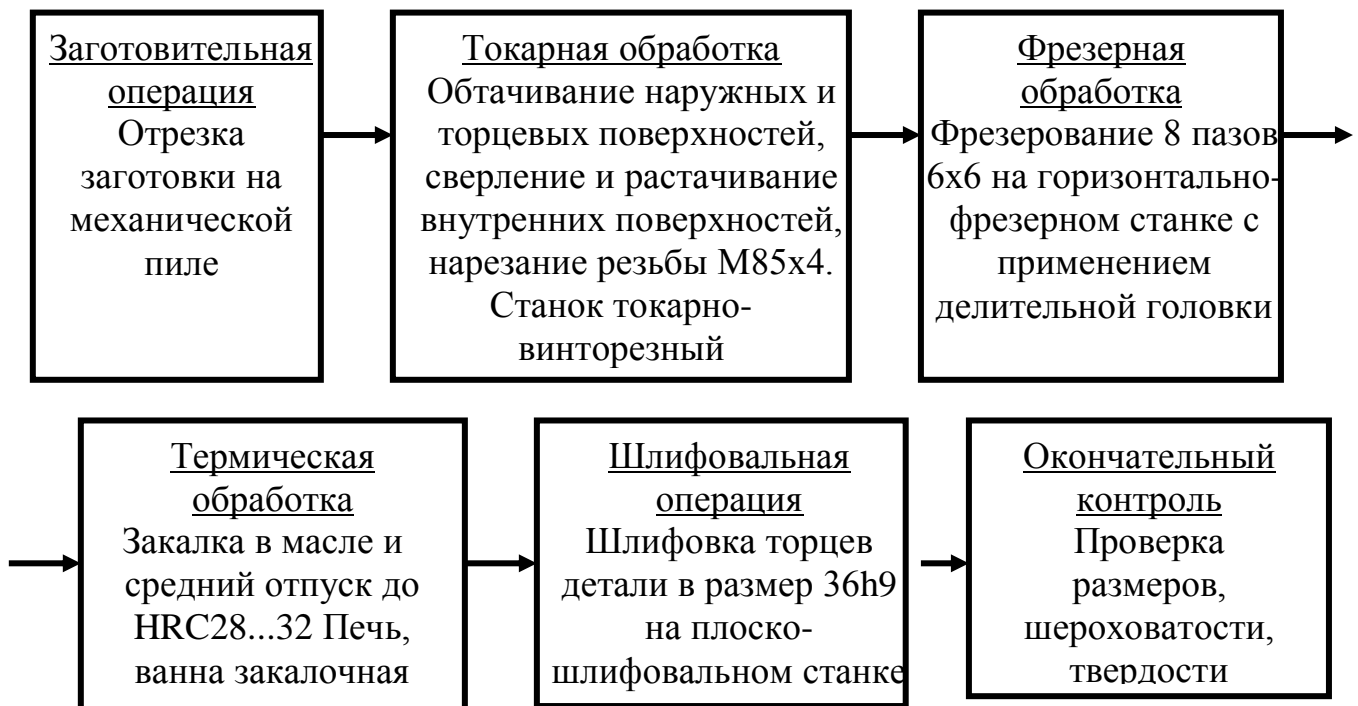 Заготовительная
операция
Отрезка
заготовки на
механической
пиле
Токарная обработка
Обтачивание наружных и
торцевых поверхностей,
сверление и растачивание
внутренних поверхностей,
нарезание резьбы М85х4.
Станок токарно-
винторезный
Фрезерная
обработка
Фрезерование 8 пазов
6х6 на горизонтально-
фрезерном станке с
применением
делительной головки
Термическая
обработка
Закалка в масле и
средний отпуск до
HRC28...32 Печь,
ванна закалочная
Шлифовальная
операция
Шлифовка торцев
детали в размер 36h9
на плоско-
шлифовальном станке
Окончательный
контроль
Проверка
размеров,
шероховатости,
твердости